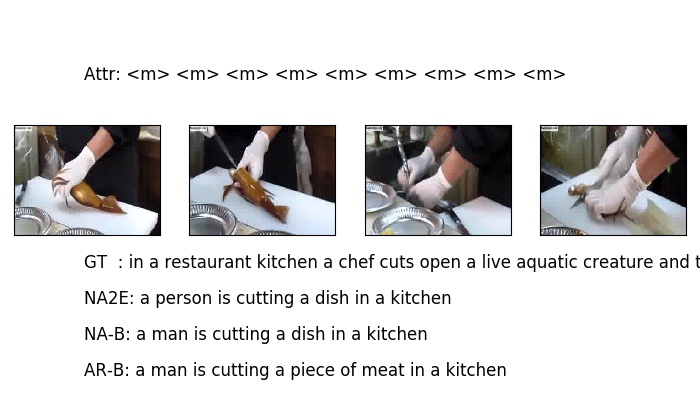 Attr: <m> <m> <m> <m> <m> <m> <m> <m> <m>
GT : in a restaurant kitchen a chef cuts open a live aquatic creature and t
NA2E: a person is cutting a dish in a kitchen
NA-B: a man is cutting a dish in a kitchen
AR-B: a man is cutting a piece of meat in a kitchen